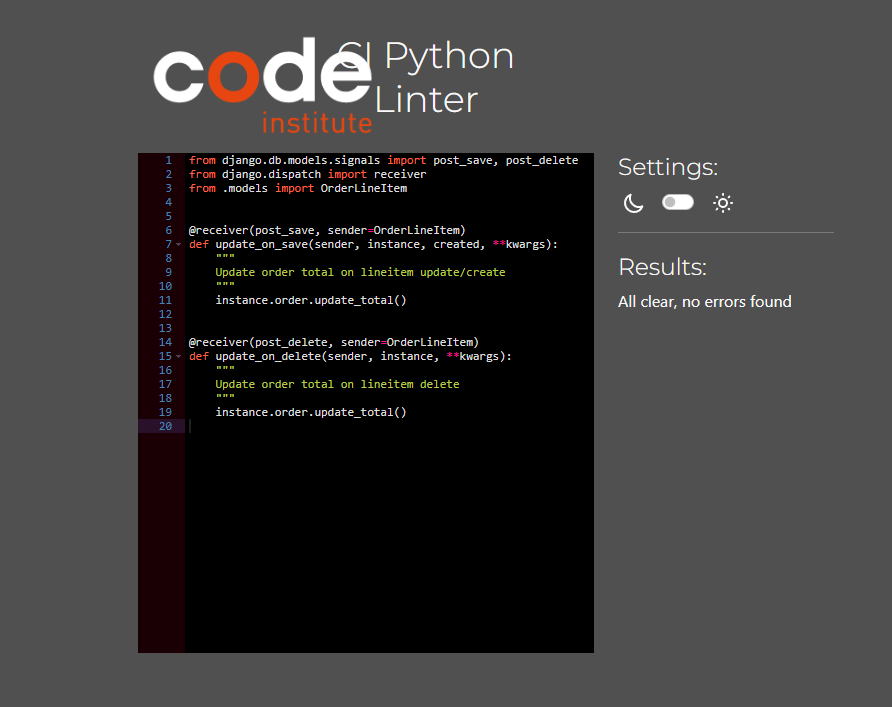 code
institute
CI Python
Linter
1 from django.db.models.signals import post_save, post_delete
2 from django.dispatch import receiver
3 from .models import OrderLineItem
4
5
6 @receiver(post_save, sender=OrderLineItem)
7 def update_on_save(sender, instance, created, **kwargs):
8     """
9     Update order total on lineitem update/create
10     """
11     instance.order.update_total()
12
13
14 @receiver(post_delete, sender=OrderLineItem)
15 def update_on_delete(sender, instance, **kwargs):
16     """
17     Update order total on lineitem delete
18     """
19     instance.order.update_total()
20
Settings:
Results:
All clear, no errors found